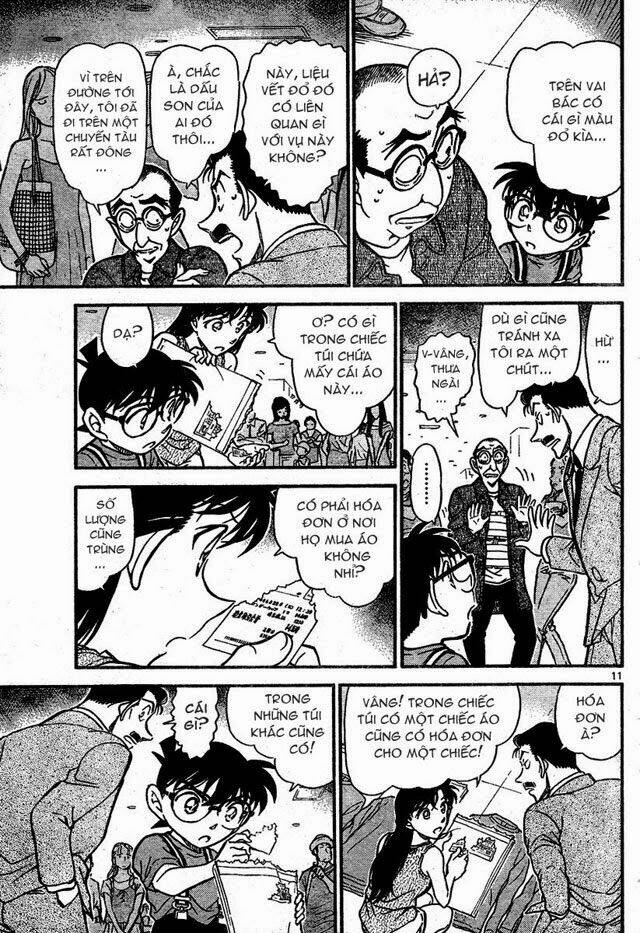 TRÊN VAI
BÁC CÓ
CÁI GÌ MÀU
ĐỎ KÌA...
HẢ?
NÀY, LIỆU
VẾT ĐỎ ĐÓ
CÓ LIÊN
QUAN GÌ
VỚI VỤ NÀY
KHÔNG?
À, CHẮC
LÀ DẤU
SON CỦA
AI ĐÓ
THÔI...
VÌ TRÊN
ĐƯỜNG TỚI
ĐÂY, TÔI ĐÃ
ĐI TRÊN MỘT
CHUYẾN TÀU
RẤT ĐÔNG
...
HỪ
...
DÙ GÌ CŨNG
TRÁNH XA
TÔI RA MỘT
CHÚT...
V-VÂNG,
THƯA
NGÀI
...
......
Ơ? CÓ GÌ
TRONG CHIẾC
TÚI CHỨA
MẤY CÁI ÁO
NÀY...
DẠ?
CÓ PHẢI HÓA
ĐƠN Ở NƠI
HỌ MUA ÁO
KHÔNG
NHỈ?
SỐ
LƯỢNG
CŨNG
TRÙNG
...
11
HÓA
ĐƠN
À?
VÂNG! TRONG CHIẾC
TÚI CÓ MỘT CHIẾC ÁO
CŨNG CÓ HÓA ĐƠN
CHO MỘT CHIẾC!
TRONG
NHỮNG TÚI
KHÁC CŨNG
CÓ!
CÁI
GÌ?